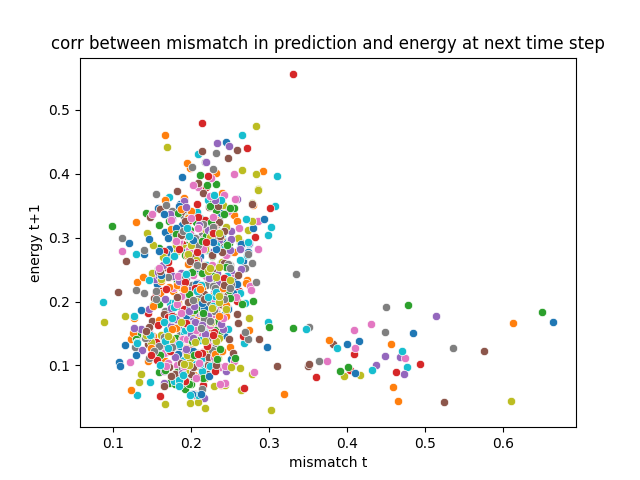 corr between mismatch in prediction and energy at next time step
energy t+1
0.5
0.4
0.3
0.2
0.1
0.1 0.2 0.3 0.4 0.5 0.6
mismatch t